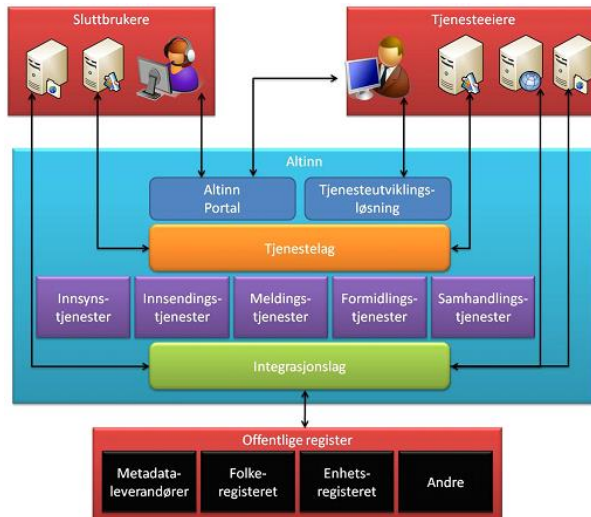 Sluttbrukere
Tjenesteeiere
Altinn
Altinn
Portal
Tjenesteutviklings-
løsning
Tjenestelag
Innsyns-
tjenester
Innsendings-
tjenester
Meldings-
tjenester
Formidlings-
tjenester
Samhandlings-
tjenester
Integrasjonslag
Offentlige register
Metadata-
leverandører
Folke-
registeret
Enhets-
registeret
Andre